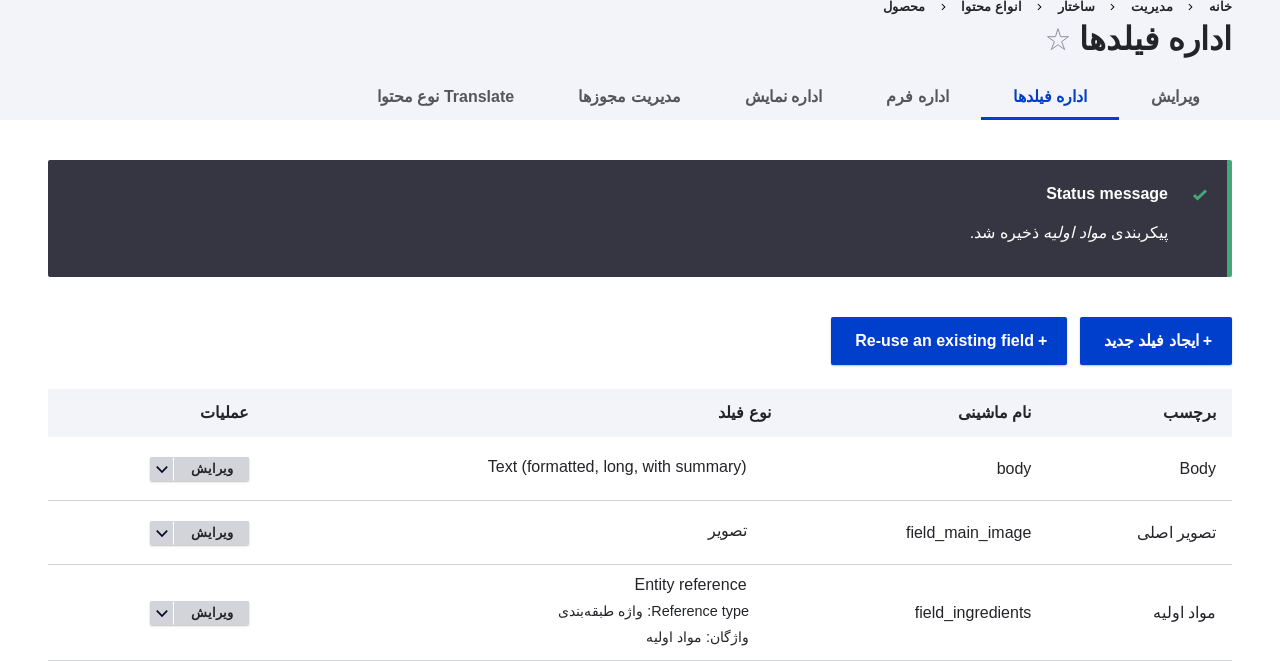 خانه › مدیریت › ساختار › انواع محتوا › محصول
اداره فیلدها ☆
ویرایش اداره فیلدها اداره فرم اداره نمایش مدیریت مجوزها Translate نوع محتوا
Status message
پیکربندی مواد اولیه ذخیره شد.
+ ایجاد فیلد جدید + Re-use an existing field
برچسب نام ماشینی نوع فیلد عملیات
Body body Text (formatted, long, with summary) ویرایش
تصویر اصلی field_main_image تصویر ویرایش
مواد اولیه field_ingredients Entity reference ویرایش
Reference type: واژه طبقه‌بندی
واژگان: مواد اولیه